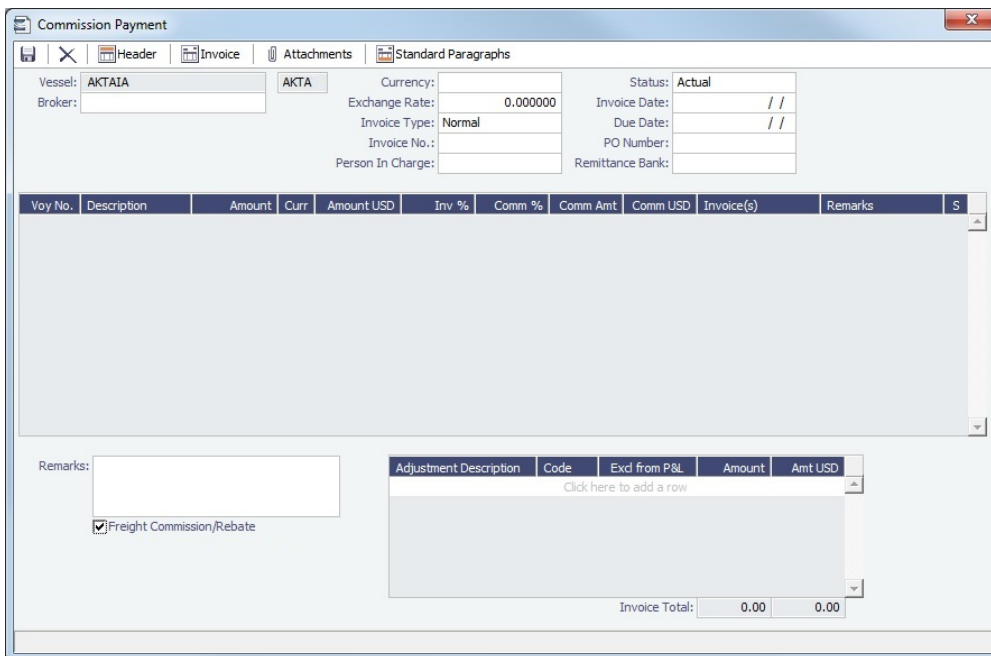 Commission Payment
Header Invoice Attachments Standard Paragraphs
Vessel: AKTAIA AKTA Currency: Status: Actual
Broker: Exchange Rate: 0.000000 Invoice Date: / /
Invoice Type: Normal Due Date: / /
Invoice No.: PO Number:
Person In Charge: Remittance Bank:
Voy No. Description Amount Curr Amount USD Inv % Comm % Comm Amt Comm USD Invoice(s) Remarks S
Remarks:
Freight Commission/Rebate
Adjustment Description Code Excl from P&L Amount Amt USD
Click here to add a row
Invoice Total: 0.00 0.00